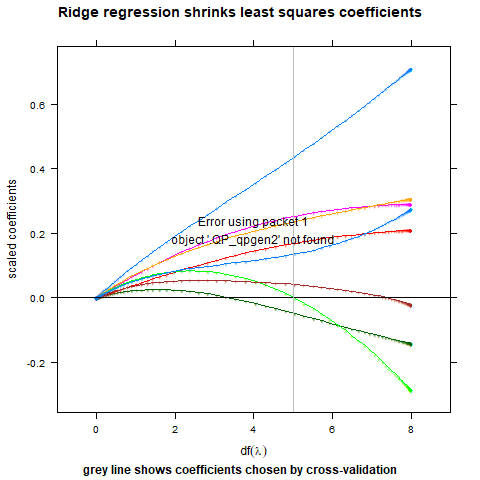 Ridge regression shrinks least squares coefficients
scaled coefficients
0.6
0.4
0.2
0.0
-0.2
Error using packet 1
object 'QP_qpgen2' not found
0 2 4 6 8
df(λ)
grey line shows coefficients chosen by cross-validation